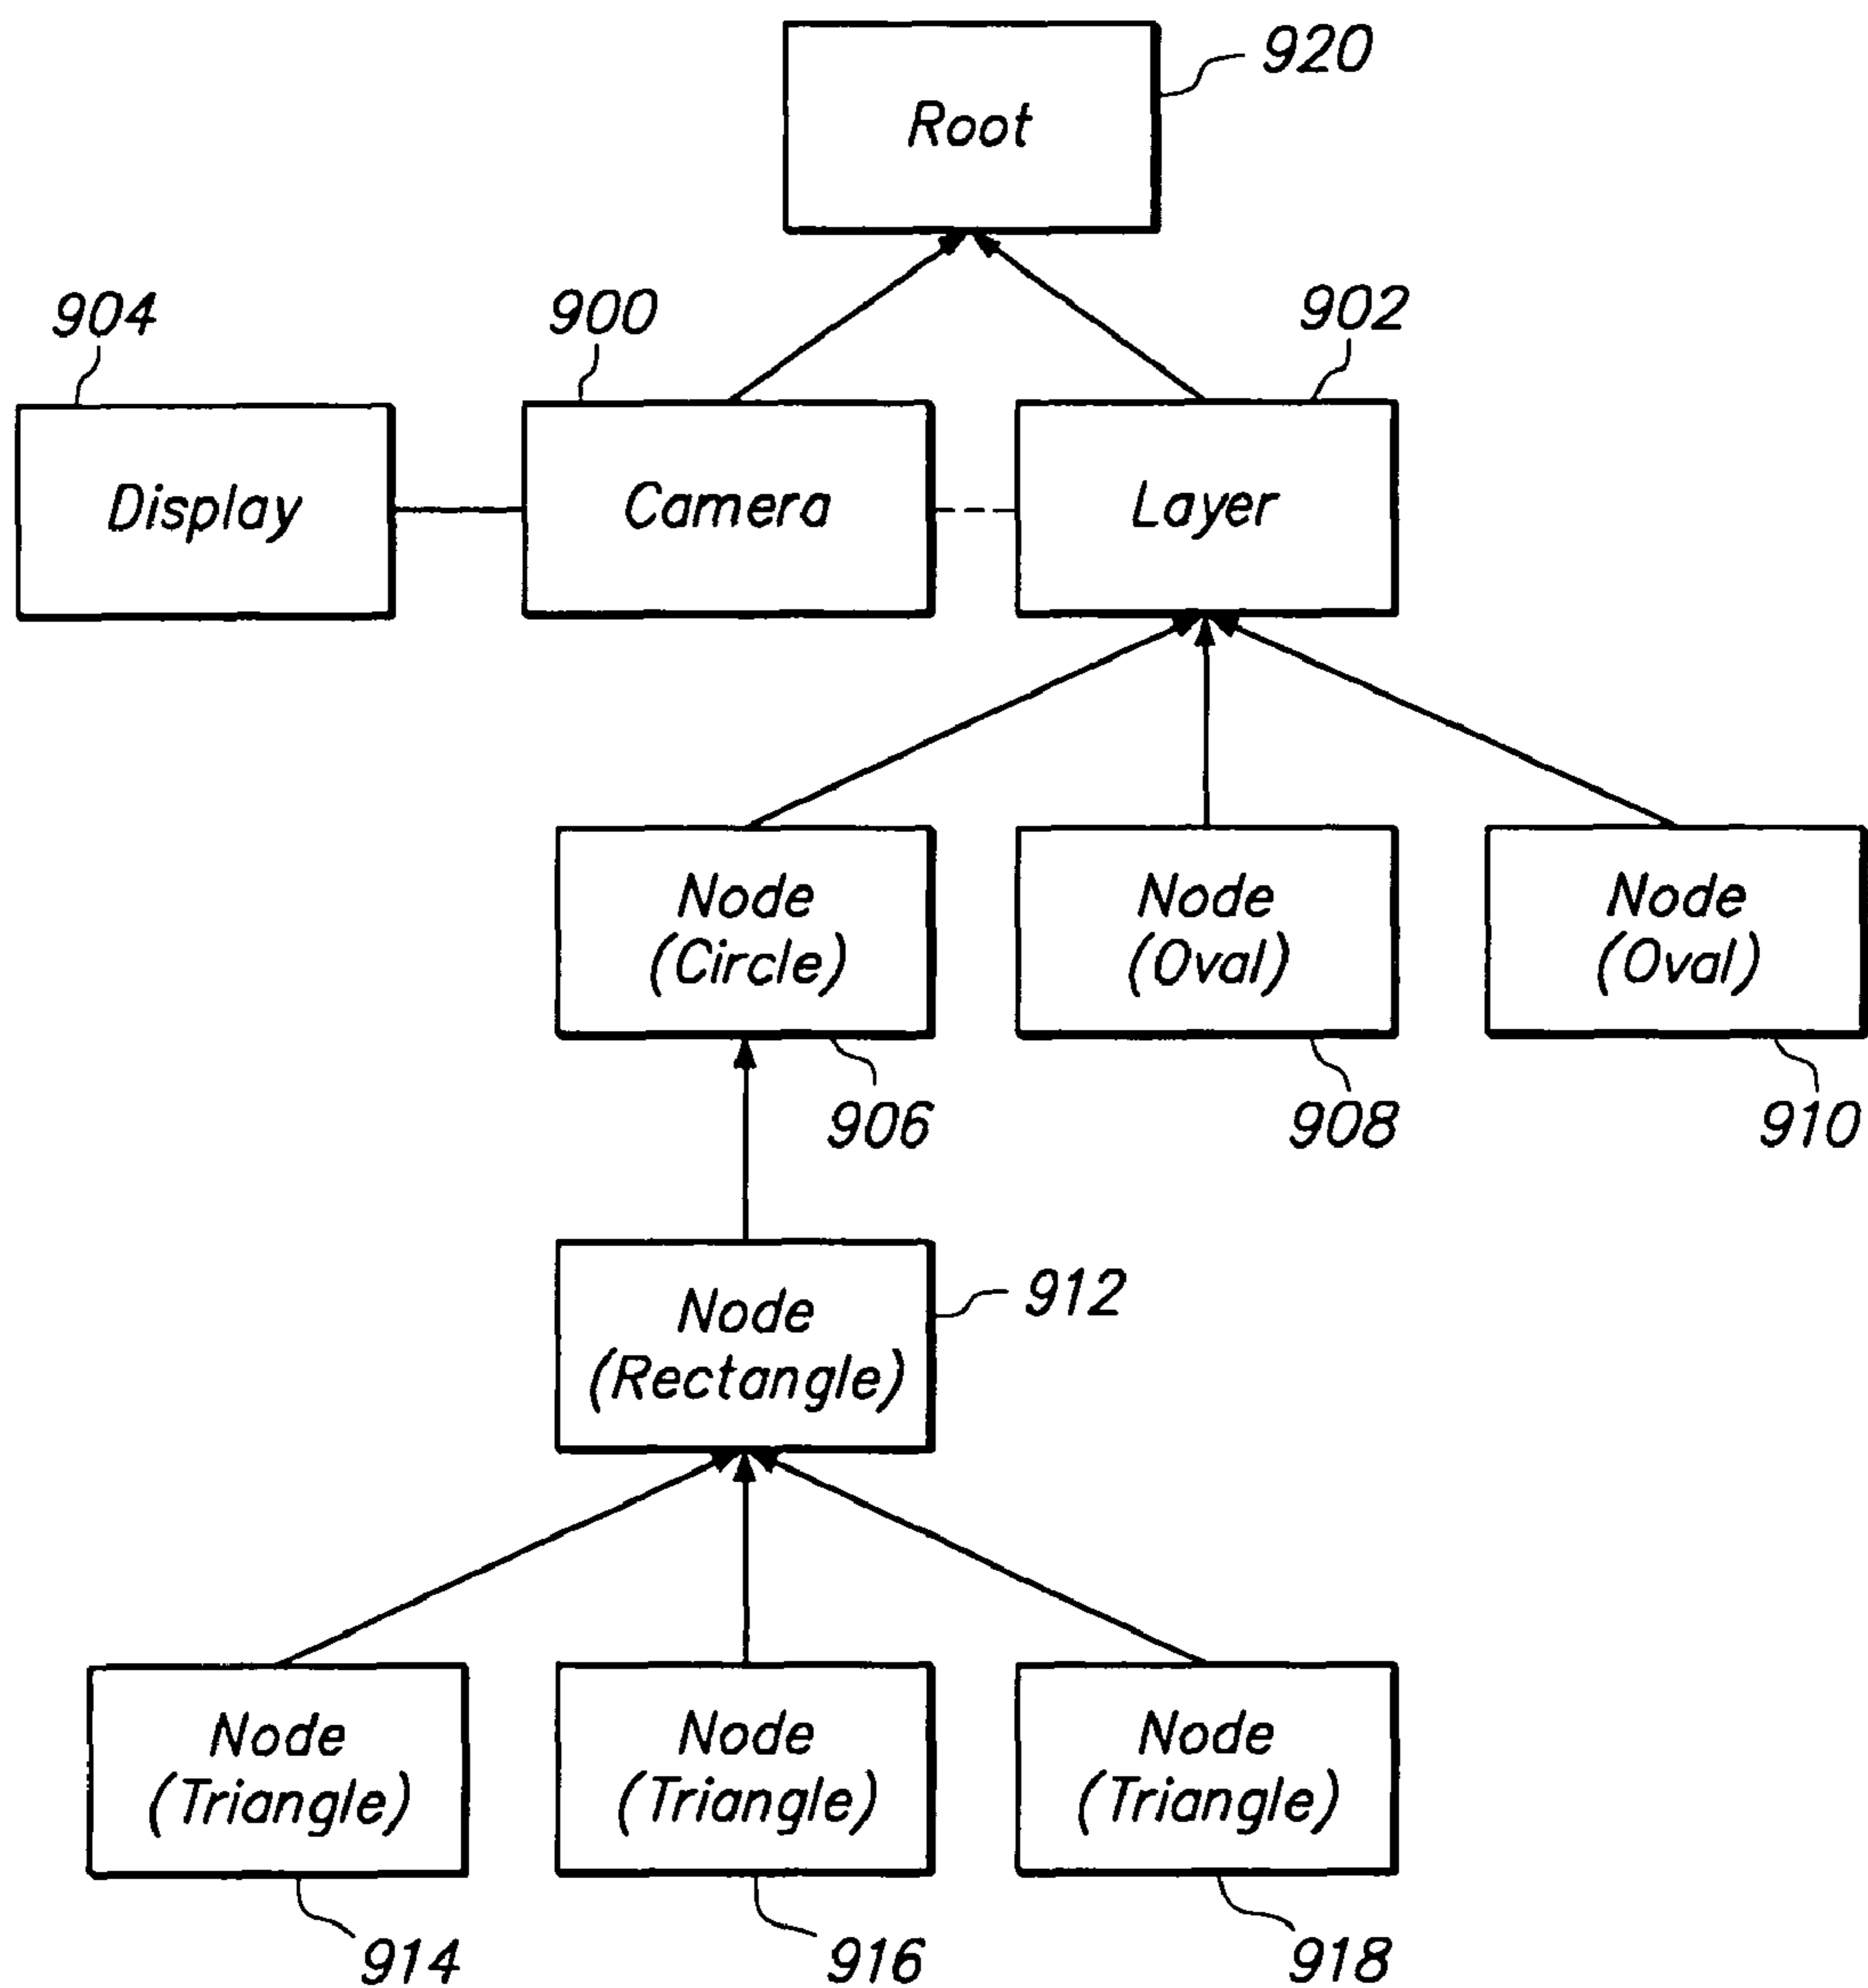 920
Root
904
900
902
Display
Camera
Layer
Node
(Circle)
Node
(Oval)
Node
(Oval)
906
908
910
Node
(Rectangle)
912
Node
(Triangle)
Node
(Triangle)
Node
(Triangle)
914
916
918